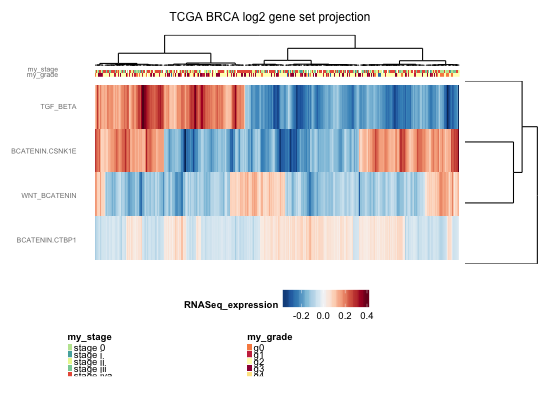 TCGA BRCA log2 gene set projection
my_stage
my_grade
TGF_BETA
BCATENIN.CSNK1E
WNT_BCATENIN
BCATENIN.CTBP1
RNASeq_expression
-0.2 0.0 0.2 0.4
my_stage my_grade
stage 0 g0
stage i. g1
stage ii. g2
stage iii g3